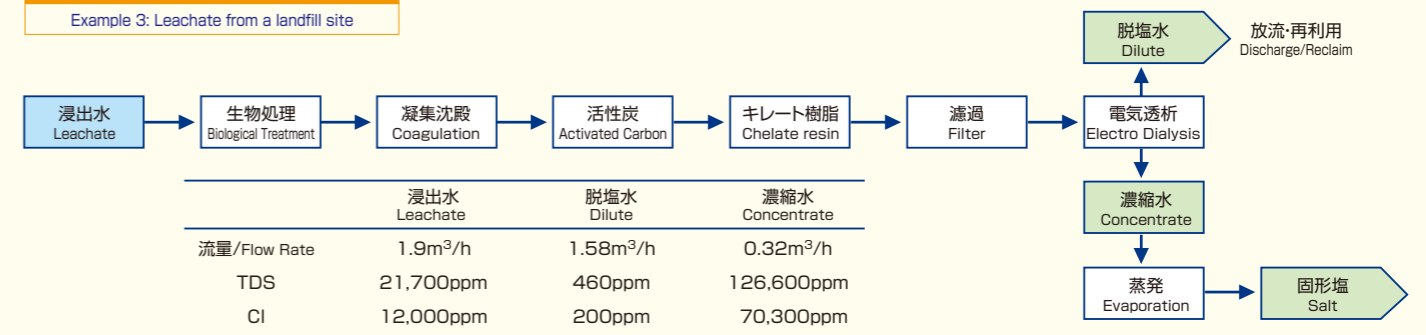 Example 3: Leachate from a landfill site
脱塩水
Dilute
放流・再利用
Discharge/Reclaim
浸出水
Leachate
生物処理
Biological Treatment
凝集沈殿
Coagulation
活性炭
Activated Carbon
キレート樹脂
Chelate resin
濾過
Filter
電気透析
Electro Dialysis
濃縮水
Concentrate
蒸発
Evaporation
固形塩
Salt
浸出水 脱塩水 濃縮水
Leachate Dilute Concentrate
流量/Flow Rate 1.9m³/h 1.58m³/h 0.32m³/h
TDS 21,700ppm 460ppm 126,600ppm
Cl 12,000ppm 200ppm 70,300ppm